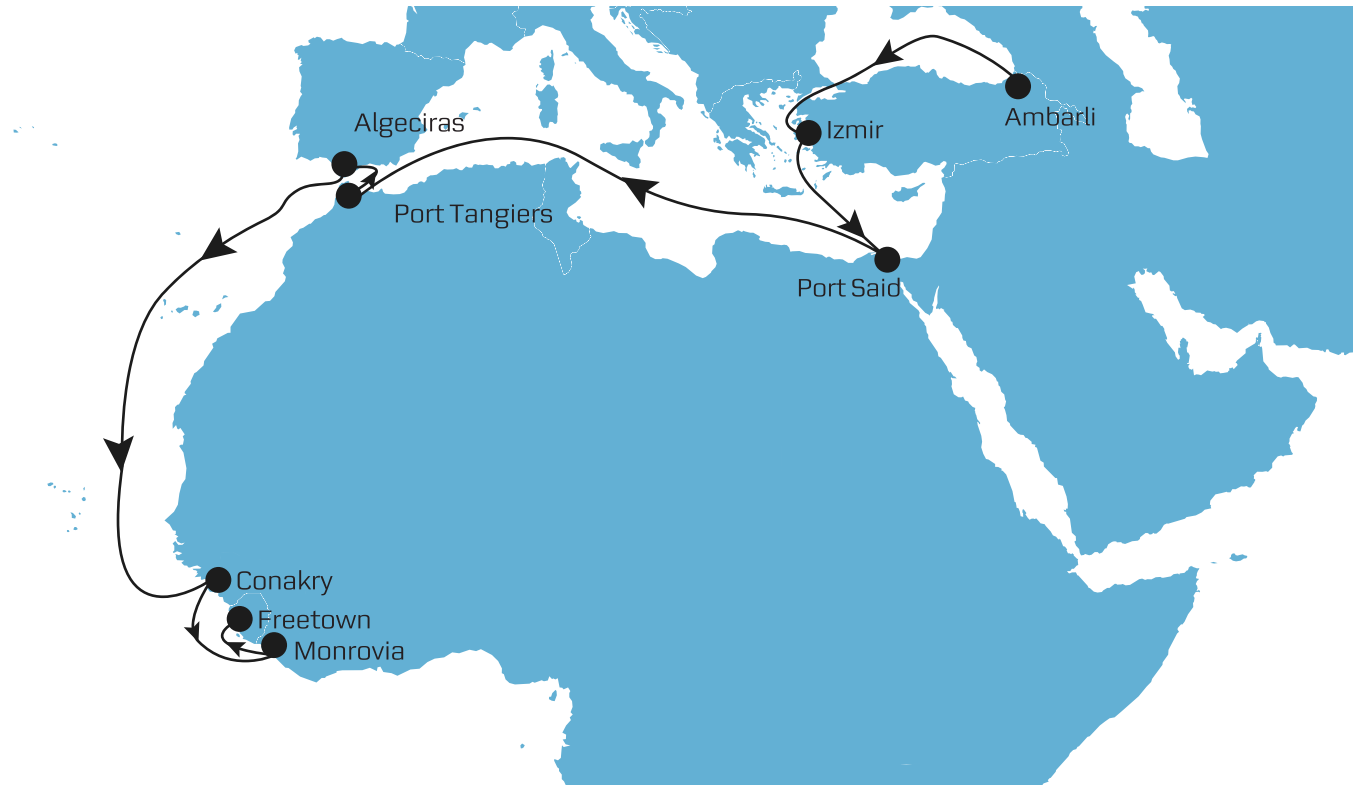 Algeciras
Ambarli
Izmir
Port Tangiers
Port Said
Conakry
Freetown
Monrovia